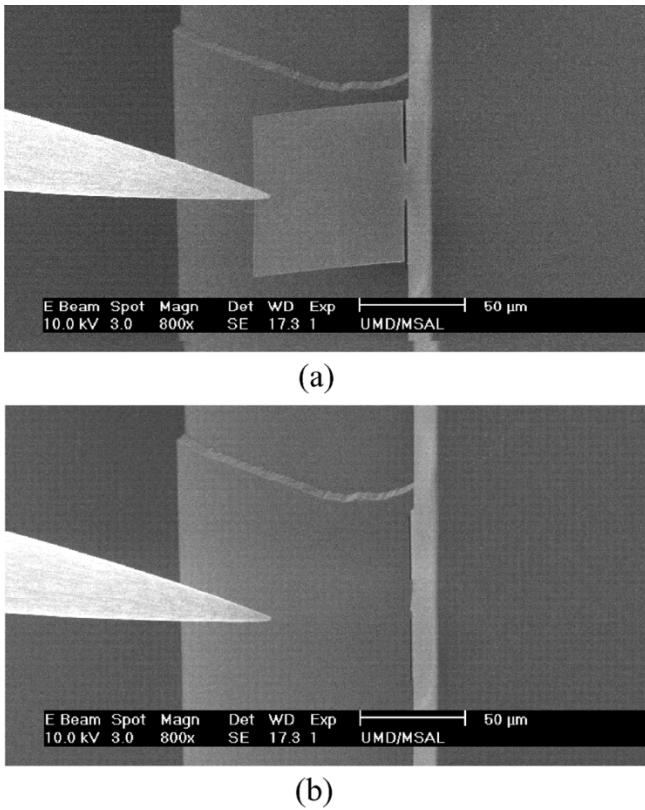 E Beam Spot Magn Det WD Exp 50 µm
10.0 kV 3.0 800x SE 17.3 1 UMD/MSAL
(a)
E Beam Spot Magn Det WD Exp 50 µm
10.0 kV 3.0 800x SE 17.3 1 UMD/MSAL
(b)